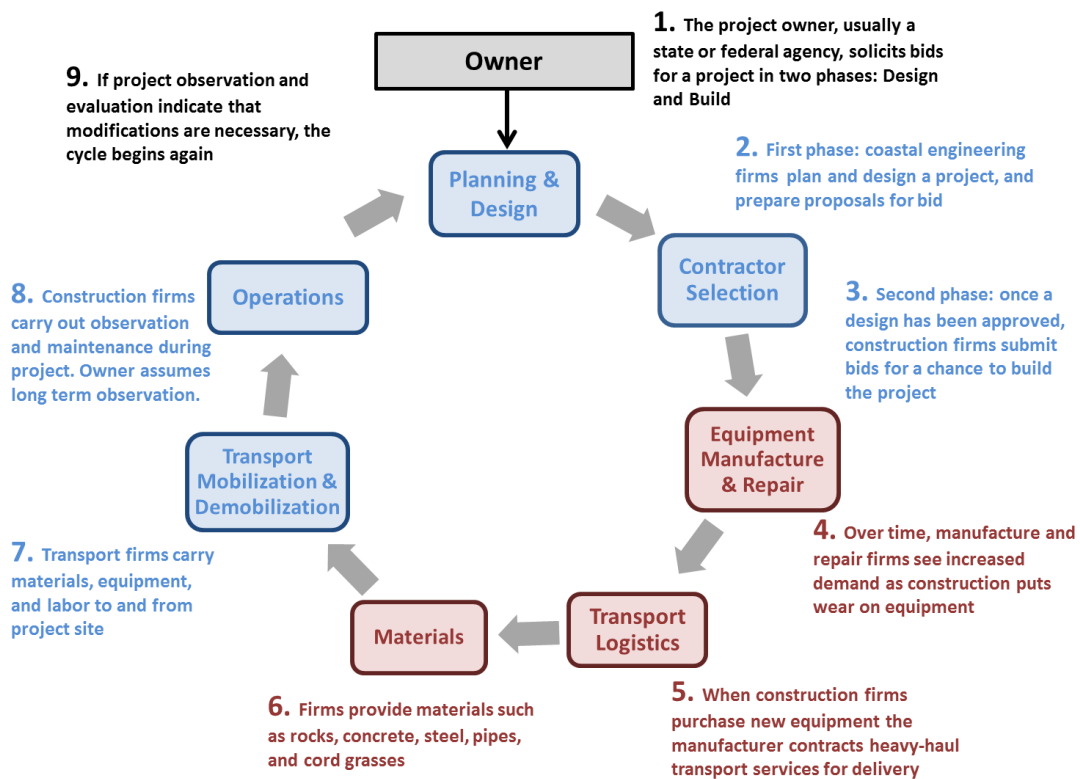 Owner
1. The project owner, usually a
state or federal agency, solicits bids
for a project in two phases: Design
and Build
9. If project observation and
evaluation indicate that
modifications are necessary, the
cycle begins again
Planning &
Design
2. First phase: coastal engineering
firms plan and design a project, and
prepare proposals for bid
Contractor
Selection
3. Second phase: once a
design has been approved,
construction firms submit
bids for a chance to build
the project
Equipment
Manufacture
& Repair
4. Over time, manufacture and
repair firms see increased
demand as construction puts
wear on equipment
Transport
Logistics
5. When construction firms
purchase new equipment the
manufacturer contracts heavy-haul
transport services for delivery
Materials
6. Firms provide materials such
as rocks, concrete, steel, pipes,
and cord grasses
Transport
Mobilization &
Demobilization
7. Transport firms carry
materials, equipment,
and labor to and from
project site
Operations
8. Construction firms
carry out observation
and maintenance during
project. Owner assumes
long term observation.